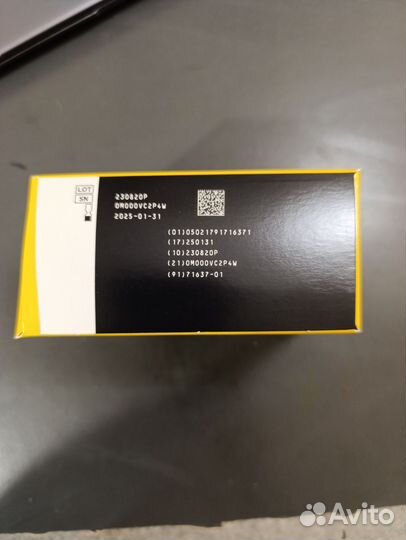 LOT
SN
230820P
0M000VC2P4W
2025-01-31
(01)05021791716371
(17)250131
(10)230820P
(21)0M000VC2P4W
(91)71637-01
Avito